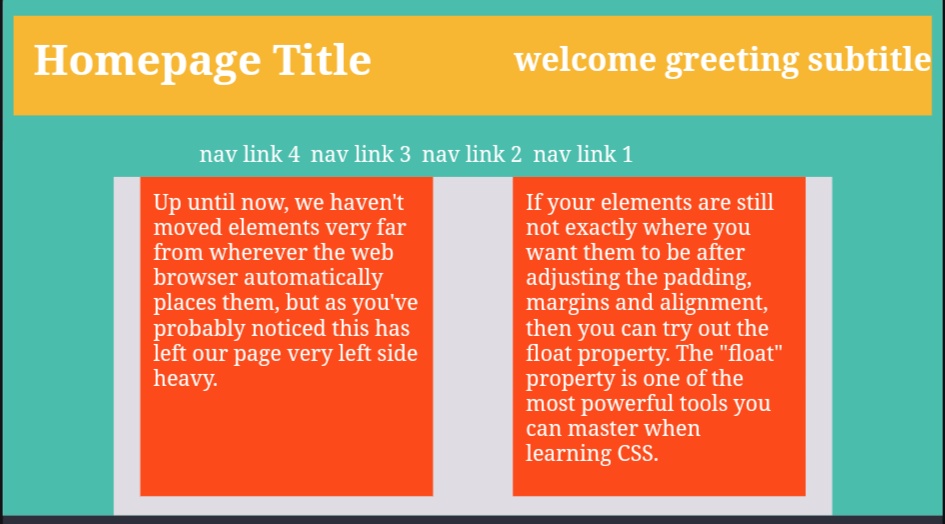 Homepage Title
welcome greeting subtitle
nav link 4 nav link 3 nav link 2 nav link 1
Up until now, we haven't
moved elements very far
from wherever the web
browser automatically
places them, but as you've
probably noticed this has
left our page very left side
heavy.
If your elements are still
not exactly where you
want them to be after
adjusting the padding,
margins and alignment,
then you can try out the
float property. The "float"
property is one of the
most powerful tools you
can master when
learning CSS.